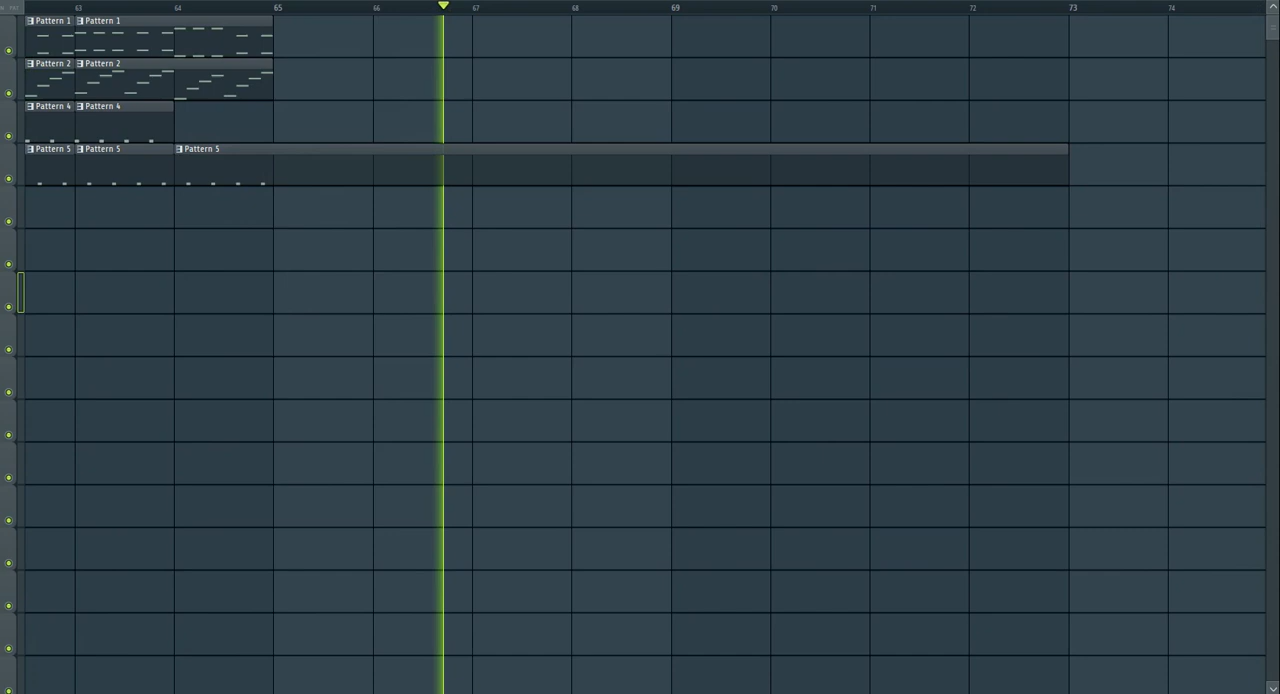 63 64 65 66 67 68 69 70 71 72 73 74
Pattern 1 Pattern 1
Pattern 2 Pattern 2
Pattern 4 Pattern 4
Pattern 5 Pattern 5 Pattern 5